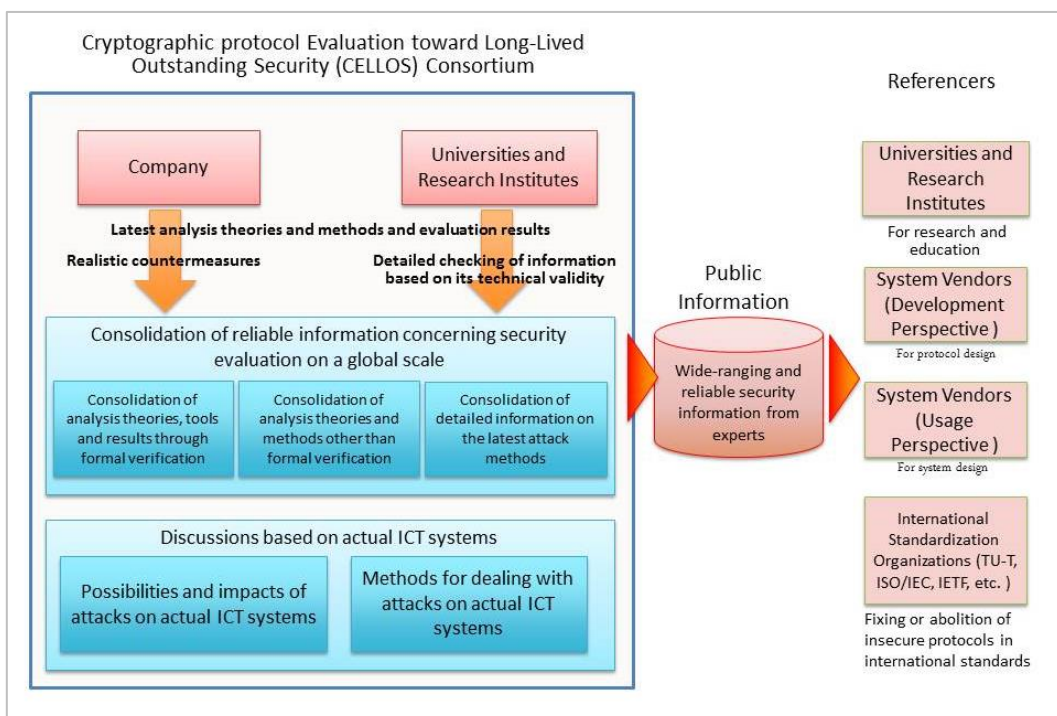 Cryptographic protocol Evaluation toward Long-Lived
Outstanding Security (CELLOS) Consortium
Company
Universities and
Research Institutes
Latest analysis theories and methods and evaluation results
Realistic countermeasures
Detailed checking of information
based on its technical validity
Consolidation of reliable information concerning security
evaluation on a global scale
Consolidation of
analysis theories, tools
and results through
formal verification
Consolidation of
analysis theories and
methods other than
formal verification
Consolidation of
detailed information on
the latest attack
methods
Discussions based on actual ICT systems
Possibilities and impacts of
attacks on actual ICT systems
Methods for dealing with
attacks on actual ICT
systems
Public
Information
Wide-ranging and
reliable security
information from
experts
Referencers
Universities and
Research
Institutes
For research and
education
System Vendors
(Development
Perspective )
For protocol design
System Vendors
(Usage
Perspective )
For system design
International
Standardization
Organizations (TU-T,
ISO/IEC, IETF, etc. )
Fixing or abolition of
insecure protocols in
international standards